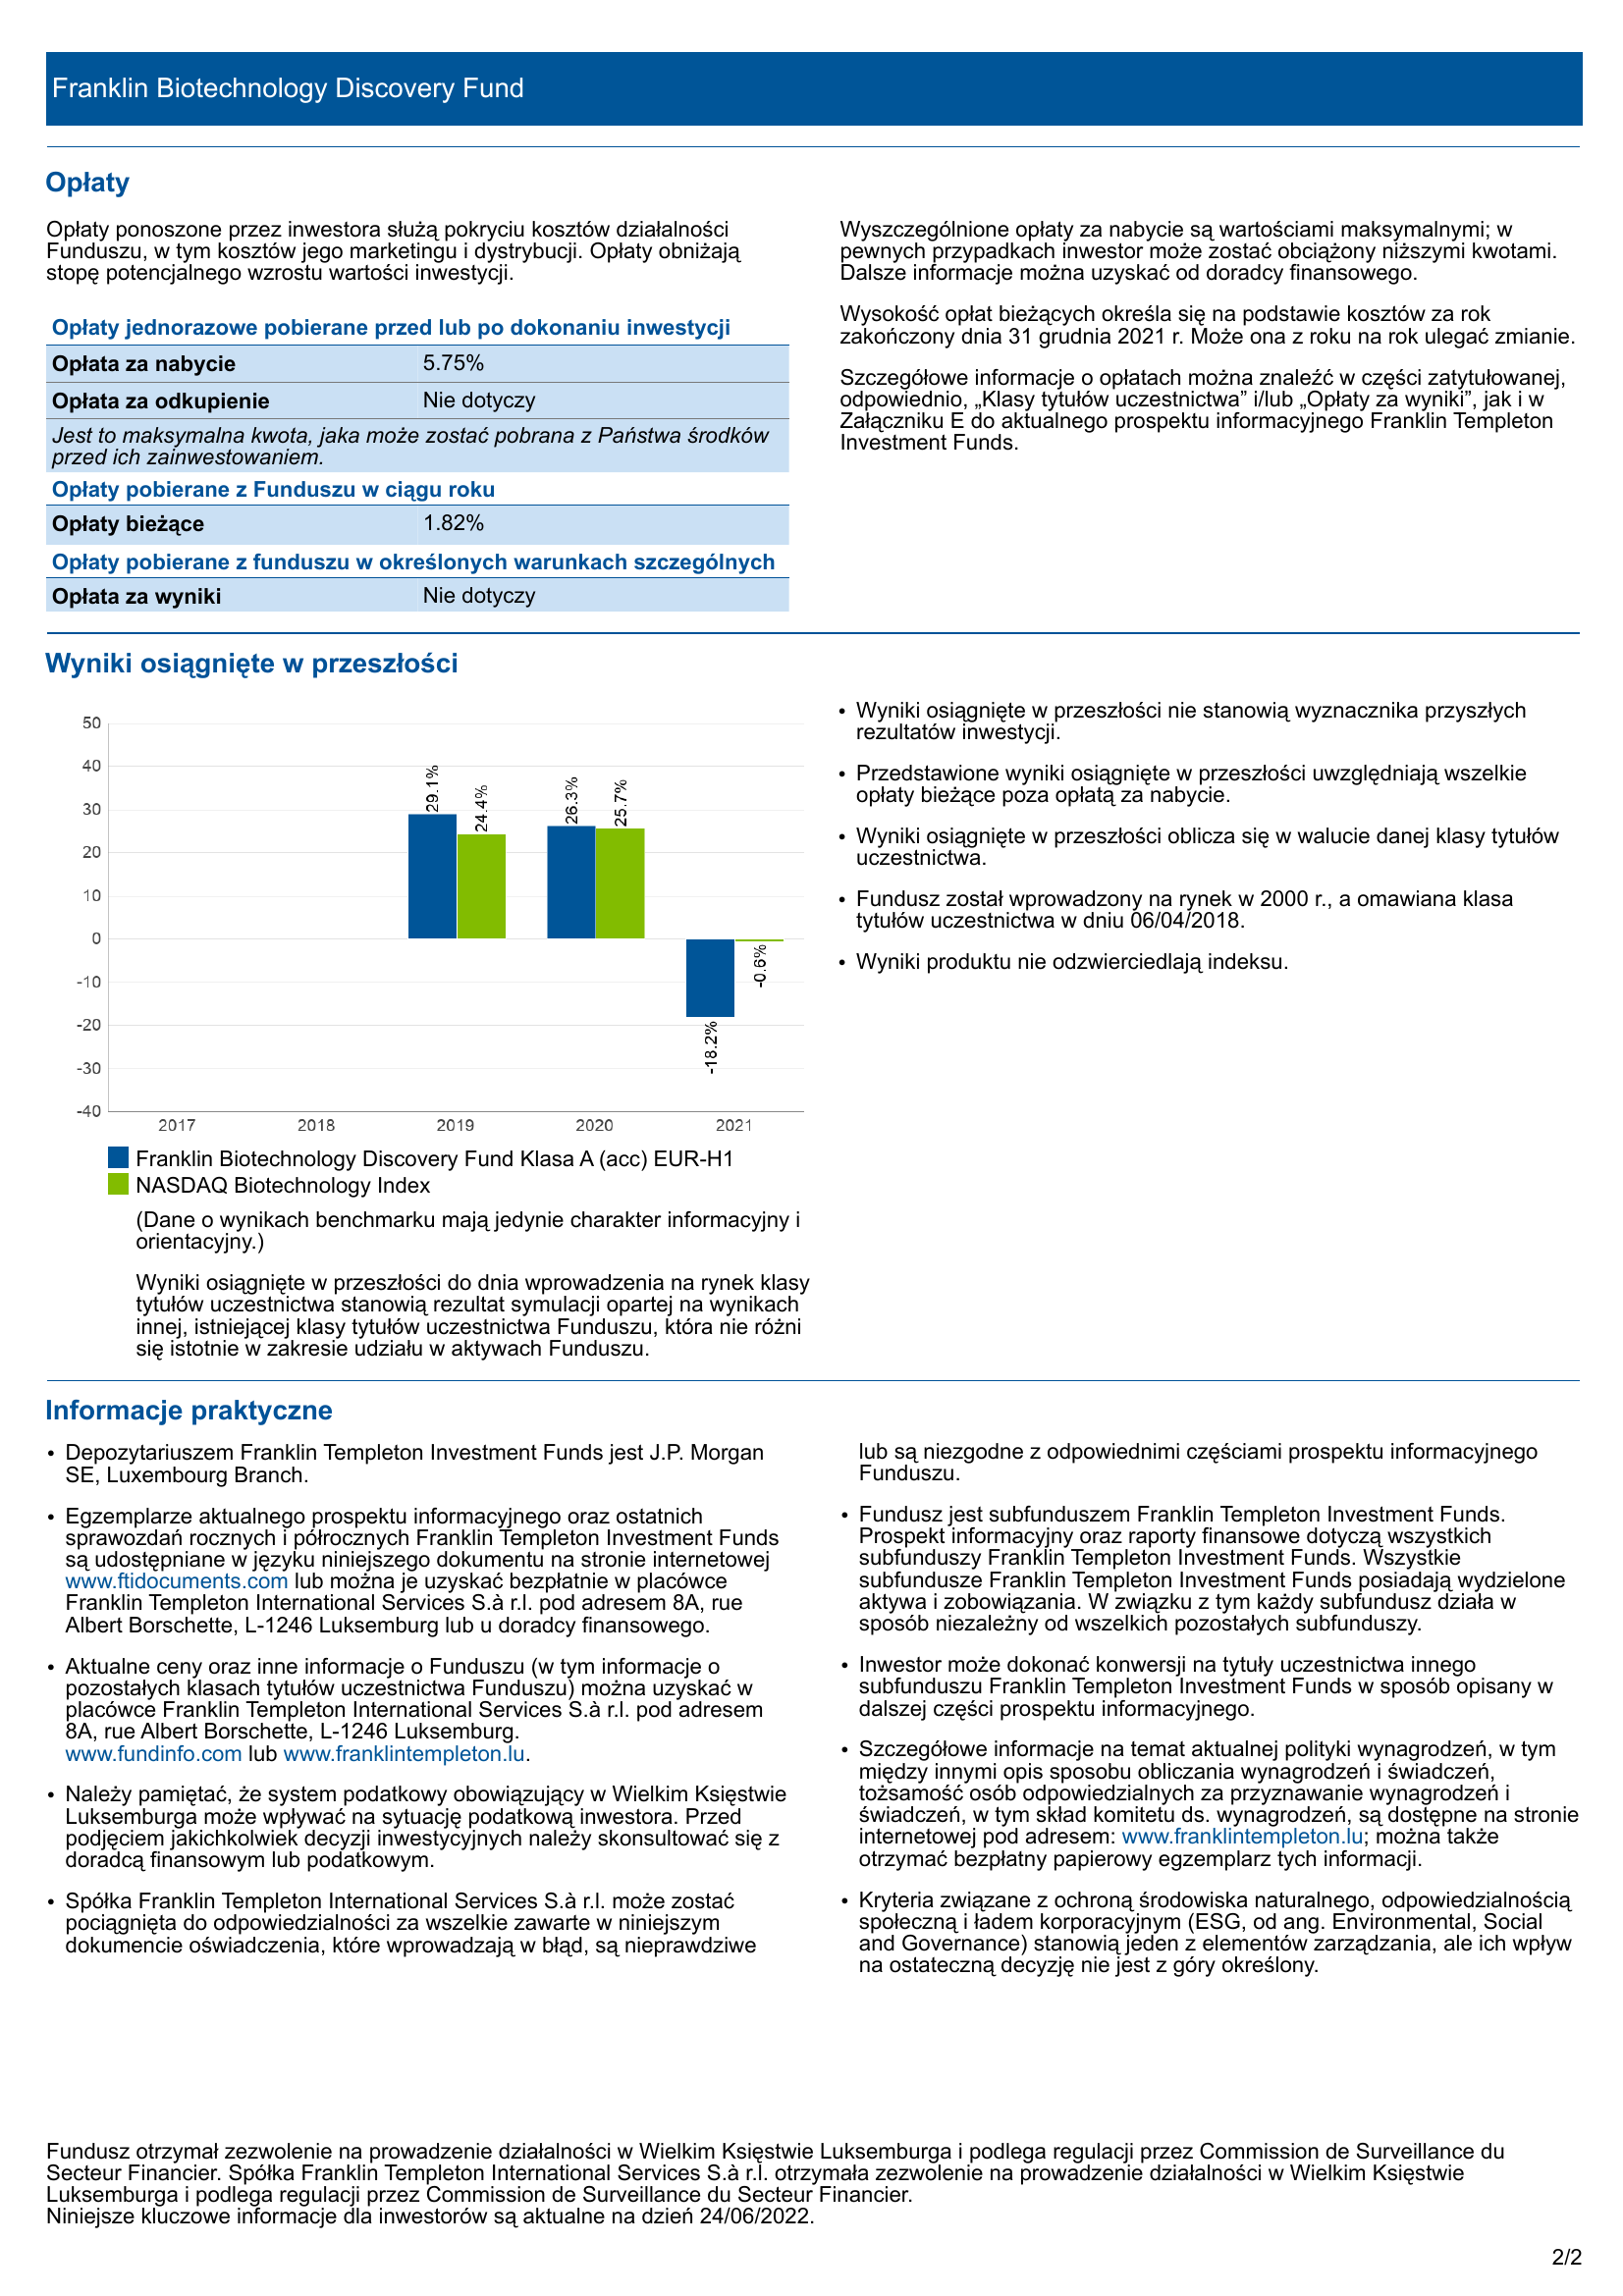 Franklin Biotechnology Discovery Fund
Opłaty
Opłaty ponoszone przez inwestora służą pokryciu kosztów działalności
Funduszu, w tym kosztów jego marketingu i dystrybucji. Opłaty obniżają
stopę potencjalnego wzrostu wartości inwestycji.
Opłaty jednorazowe pobierane przed lub po dokonaniu inwestycji
Opłata za nabycie 5.75%
Opłata za odkupienie Nie dotyczy
Jest to maksymalna kwota, jaka może zostać pobrana z Państwa środków
przed ich zainwestowaniem.
Opłaty pobierane z Funduszu w ciągu roku
Opłaty bieżące 1.82%
Opłaty pobierane z funduszu w określonych warunkach szczególnych
Opłata za wyniki Nie dotyczy
Wyszczególnione opłaty za nabycie są wartościami maksymalnymi; w
pewnych przypadkach inwestor może zostać obciążony niższymi kwotami.
Dalsze informacje można uzyskać od doradcy finansowego.
Wysokość opłat bieżących określa się na podstawie kosztów za rok
zakończony dnia 31 grudnia 2021 r. Może ona z roku na rok ulegać zmianie.
Szczegółowe informacje o opłatach można znaleźć w części zatytułowanej,
odpowiednio, „Klasy tytułów uczestnictwa” i/lub „Opłaty za wyniki”, jak i w
Załączniku E do aktualnego prospektu informacyjnego Franklin Templeton
Investment Funds.
Wyniki osiągnięte w przeszłości
50
40
30
20
10
0
-10
-20
-30
-40
29.1%
24.4%
26.3%
25.7%
-18.2%
-0.6%
2017 2018 2019 2020 2021
Franklin Biotechnology Discovery Fund Klasa A (acc) EUR-H1
NASDAQ Biotechnology Index
(Dane o wynikach benchmarku mają jedynie charakter informacyjny i
orientacyjny.)
Wyniki osiągnięte w przeszłości do dnia wprowadzenia na rynek klasy
tytułów uczestnictwa stanowią rezultat symulacji opartej na wynikach
innej, istniejącej klasy tytułów uczestnictwa Funduszu, która nie różni
się istotnie w zakresie udziału w aktywach Funduszu.
• Wyniki osiągnięte w przeszłości nie stanowią wyznacznika przyszłych
rezultatów inwestycji.
• Przedstawione wyniki osiągnięte w przeszłości uwzględniają wszelkie
opłaty bieżące poza opłatą za nabycie.
• Wyniki osiągnięte w przeszłości oblicza się w walucie danej klasy tytułów
uczestnictwa.
• Fundusz został wprowadzony na rynek w 2000 r., a omawiana klasa
tytułów uczestnictwa w dniu 06/04/2018.
• Wyniki produktu nie odzwierciedlają indeksu.
Informacje praktyczne
• Depozytariuszem Franklin Templeton Investment Funds jest J.P. Morgan
SE, Luxembourg Branch.
• Egzemplarze aktualnego prospektu informacyjnego oraz ostatnich
sprawozdań rocznych i półrocznych Franklin Templeton Investment Funds
są udostępniane w języku niniejszego dokumentu na stronie internetowej
www.ftidocuments.com lub można je uzyskać bezpłatnie w placówce
Franklin Templeton International Services S.à r.l. pod adresem 8A, rue
Albert Borschette, L-1246 Luksemburg lub u doradcy finansowego.
• Aktualne ceny oraz inne informacje o Funduszu (w tym informacje o
pozostałych klasach tytułów uczestnictwa Funduszu) można uzyskać w
placówce Franklin Templeton International Services S.à r.l. pod adresem
8A, rue Albert Borschette, L-1246 Luksemburg.
www.fundinfo.com lub www.franklintempleton.lu.
• Należy pamiętać, że system podatkowy obowiązujący w Wielkim Księstwie
Luksemburga może wpływać na sytuację podatkową inwestora. Przed
podjęciem jakichkolwiek decyzji inwestycyjnych należy skonsultować się z
doradcą finansowym lub podatkowym.
• Spółka Franklin Templeton International Services S.à r.l. może zostać
pociągnięta do odpowiedzialności za wszelkie zawarte w niniejszym
dokumencie oświadczenia, które wprowadzają w błąd, są nieprawdziwe
lub są niezgodne z odpowiednimi częściami prospektu informacyjnego
Funduszu.
• Fundusz jest subfunduszem Franklin Templeton Investment Funds.
Prospekt informacyjny oraz raporty finansowe dotyczą wszystkich
subfunduszy Franklin Templeton Investment Funds. Wszystkie
subfundusze Franklin Templeton Investment Funds posiadają wydzielone
aktywa i zobowiązania. W związku z tym każdy subfundusz działa w
sposób niezależny od wszelkich pozostałych subfunduszy.
• Inwestor może dokonać konwersji na tytuły uczestnictwa innego
subfunduszu Franklin Templeton Investment Funds w sposób opisany w
dalszej części prospektu informacyjnego.
• Szczegółowe informacje na temat aktualnej polityki wynagrodzeń, w tym
między innymi opis sposobu obliczania wynagrodzeń i świadczeń,
tożsamość osób odpowiedzialnych za przyznawanie wynagrodzeń i
świadczeń, w tym skład komitetu ds. wynagrodzeń, są dostępne na stronie
internetowej pod adresem: www.franklintempleton.lu; można także
otrzymać bezpłatny papierowy egzemplarz tych informacji.
• Kryteria związane z ochroną środowiska naturalnego, odpowiedzialnością
społeczną i ładem korporacyjnym (ESG, od ang. Environmental, Social
and Governance) stanowią jeden z elementów zarządzania, ale ich wpływ
na ostateczną decyzję nie jest z góry określony.
Fundusz otrzymał zezwolenie na prowadzenie działalności w Wielkim Księstwie Luksemburga i podlega regulacji przez Commission de Surveillance du
Secteur Financier. Spółka Franklin Templeton International Services S.à r.l. otrzymała zezwolenie na prowadzenie działalności w Wielkim Księstwie
Luksemburga i podlega regulacji przez Commission de Surveillance du Secteur Financier.
Niniejsze kluczowe informacje dla inwestorów są aktualne na dzień 24/06/2022.
2/2